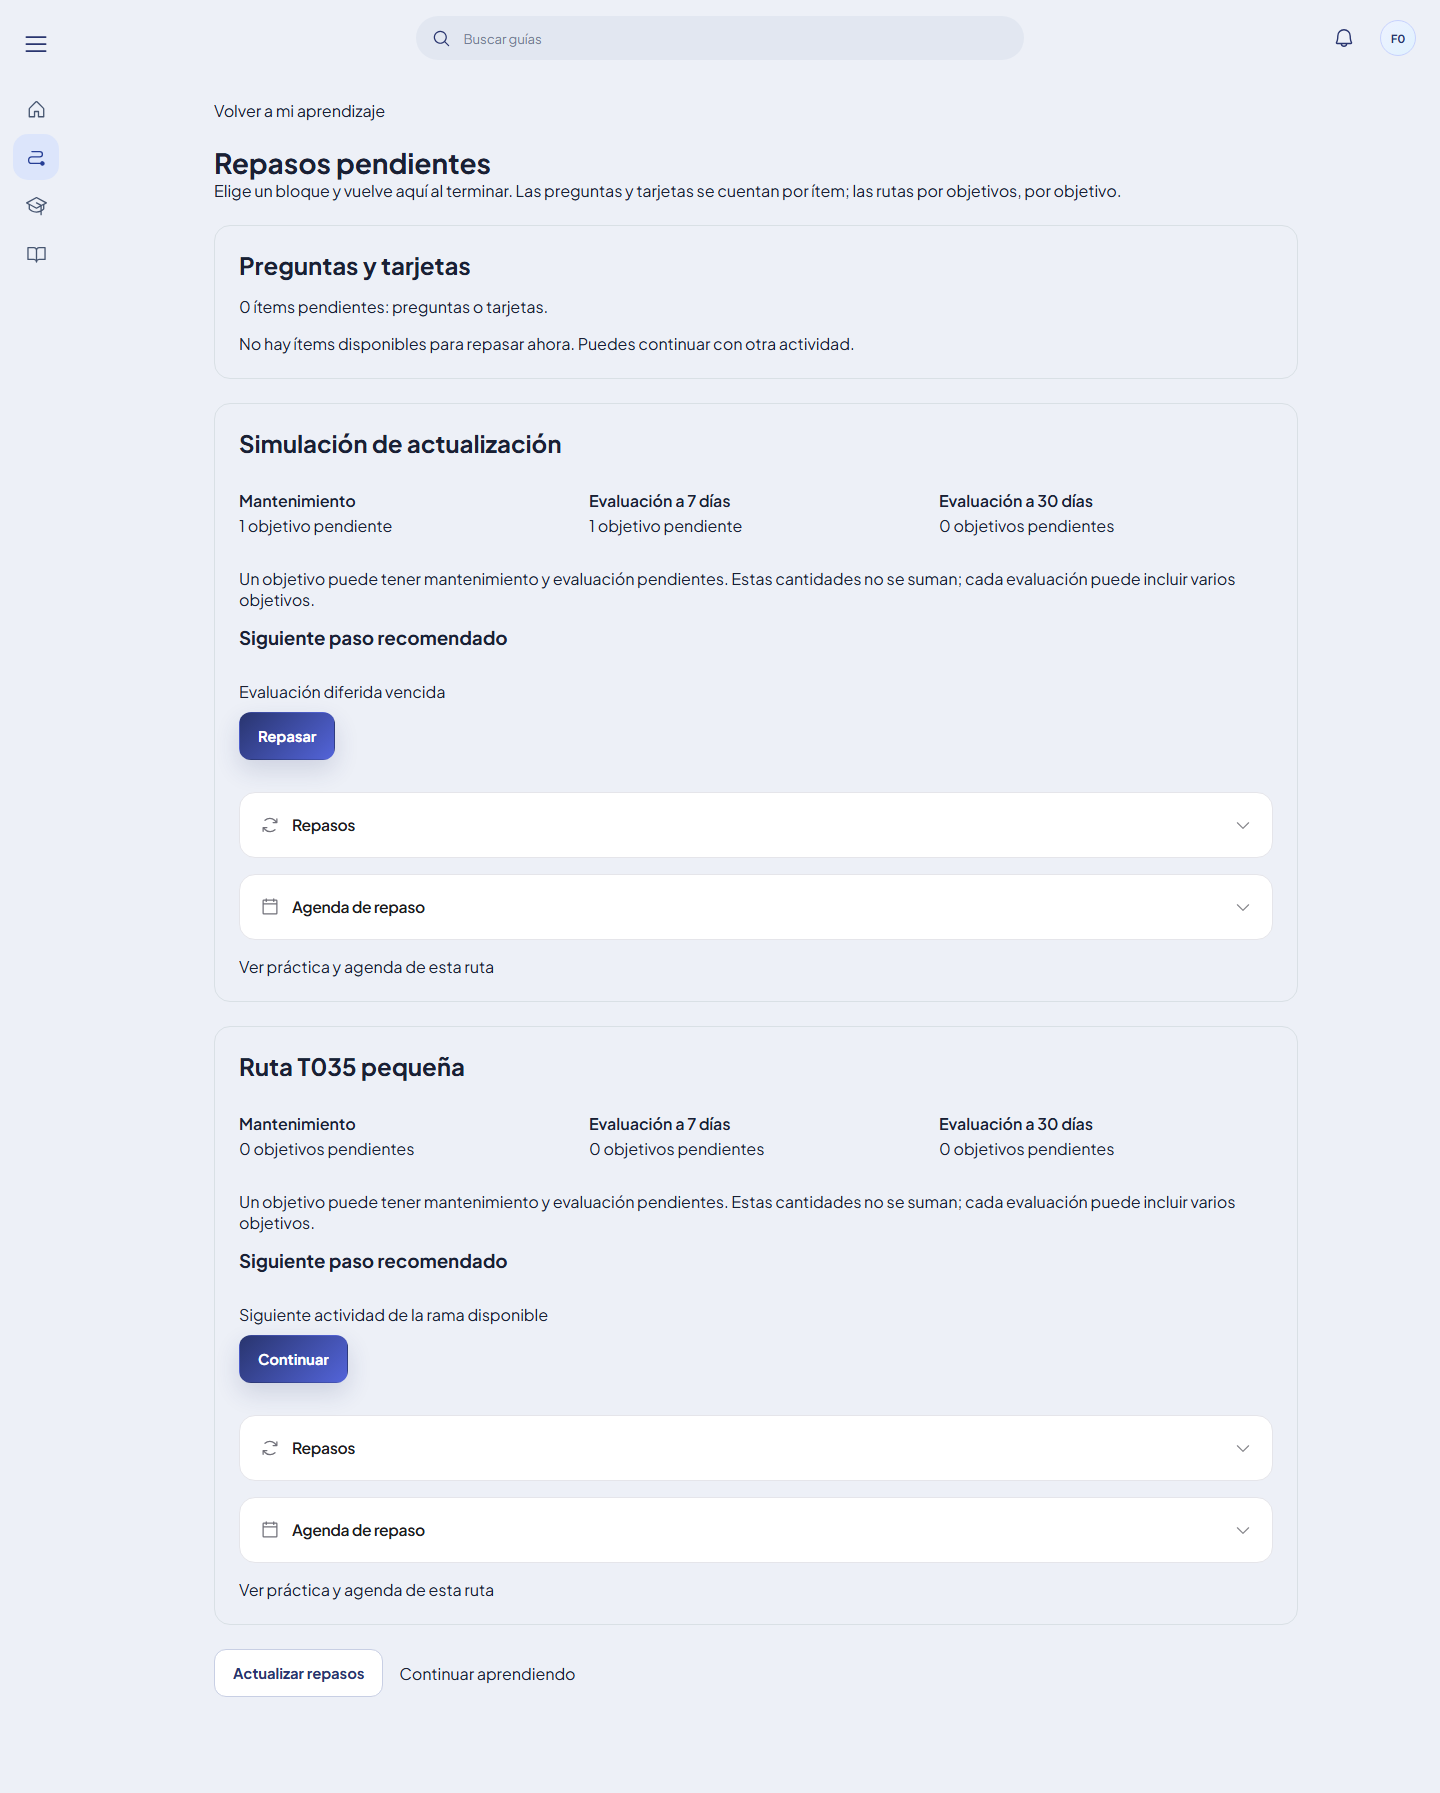 Buscar guías
F0
Volver a mi aprendizaje
Repasos pendientes
Elige un bloque y vuelve aquí al terminar. Las preguntas y tarjetas se cuentan por ítem; las rutas por objetivos, por objetivo.
Preguntas y tarjetas
0 ítems pendientes: preguntas o tarjetas.
No hay ítems disponibles para repasar ahora. Puedes continuar con otra actividad.
Simulación de actualización
Mantenimiento
1 objetivo pendiente
Evaluación a 7 días
1 objetivo pendiente
Evaluación a 30 días
0 objetivos pendientes
Un objetivo puede tener mantenimiento y evaluación pendientes. Estas cantidades no se suman; cada evaluación puede incluir varios
objetivos.
Siguiente paso recomendado
Evaluación diferida vencida
Repasar
Repasos
Agenda de repaso
Ver práctica y agenda de esta ruta
Ruta T035 pequeña
Mantenimiento
0 objetivos pendientes
Evaluación a 7 días
0 objetivos pendientes
Evaluación a 30 días
0 objetivos pendientes
Un objetivo puede tener mantenimiento y evaluación pendientes. Estas cantidades no se suman; cada evaluación puede incluir varios
objetivos.
Siguiente paso recomendado
Siguiente actividad de la rama disponible
Continuar
Repasos
Agenda de repaso
Ver práctica y agenda de esta ruta
Actualizar repasos
Continuar aprendiendo